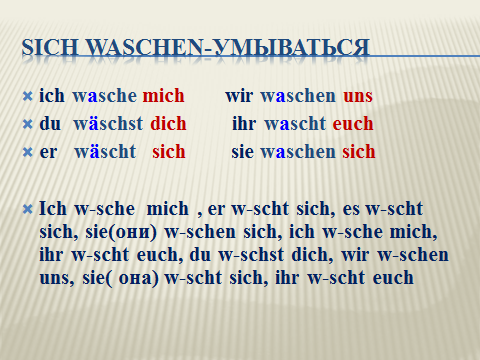 SICH WASCHEN-УМЫВАТЬСЯ
ich wasche mich wir waschen uns
du wäschst dich ihr wascht euch
er wäscht sich sie waschen sich
Ich w-sche mich , er w-scht sich, es w-scht
sich, sie(они) w-schen sich, ich w-sche mich,
ihr w-scht euch, du w-schst dich, wir w-schen
uns, sie( она) w-scht sich, ihr w-scht euch